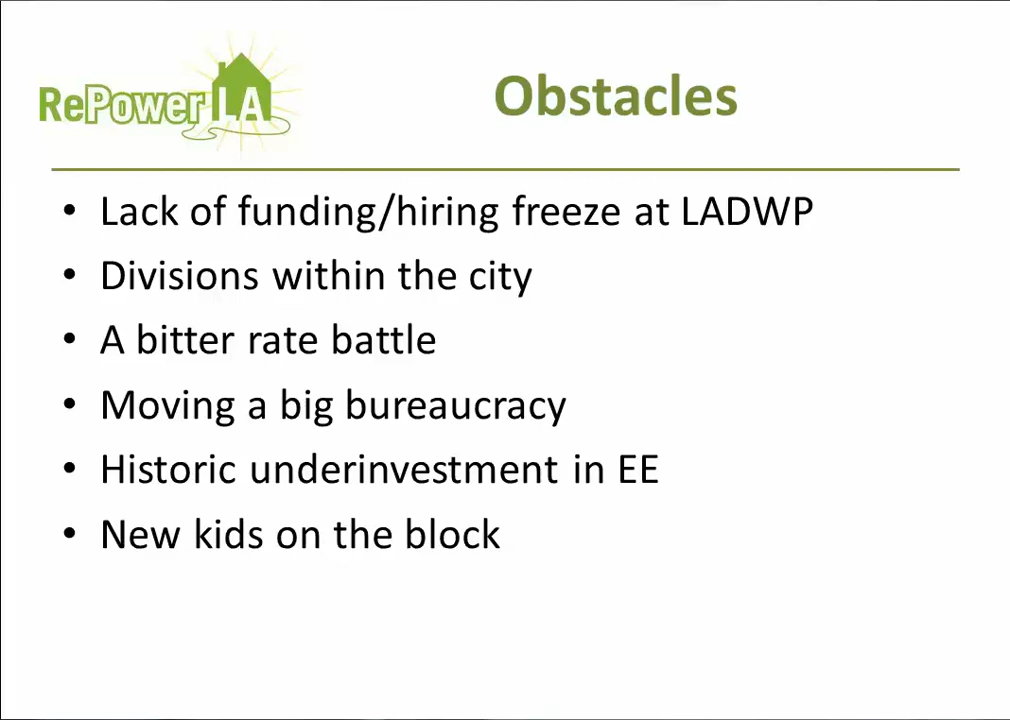 RePower LA
Obstacles
• Lack of funding/hiring freeze at LADWP
• Divisions within the city
• A bitter rate battle
• Moving a big bureaucracy
• Historic underinvestment in EE
• New kids on the block